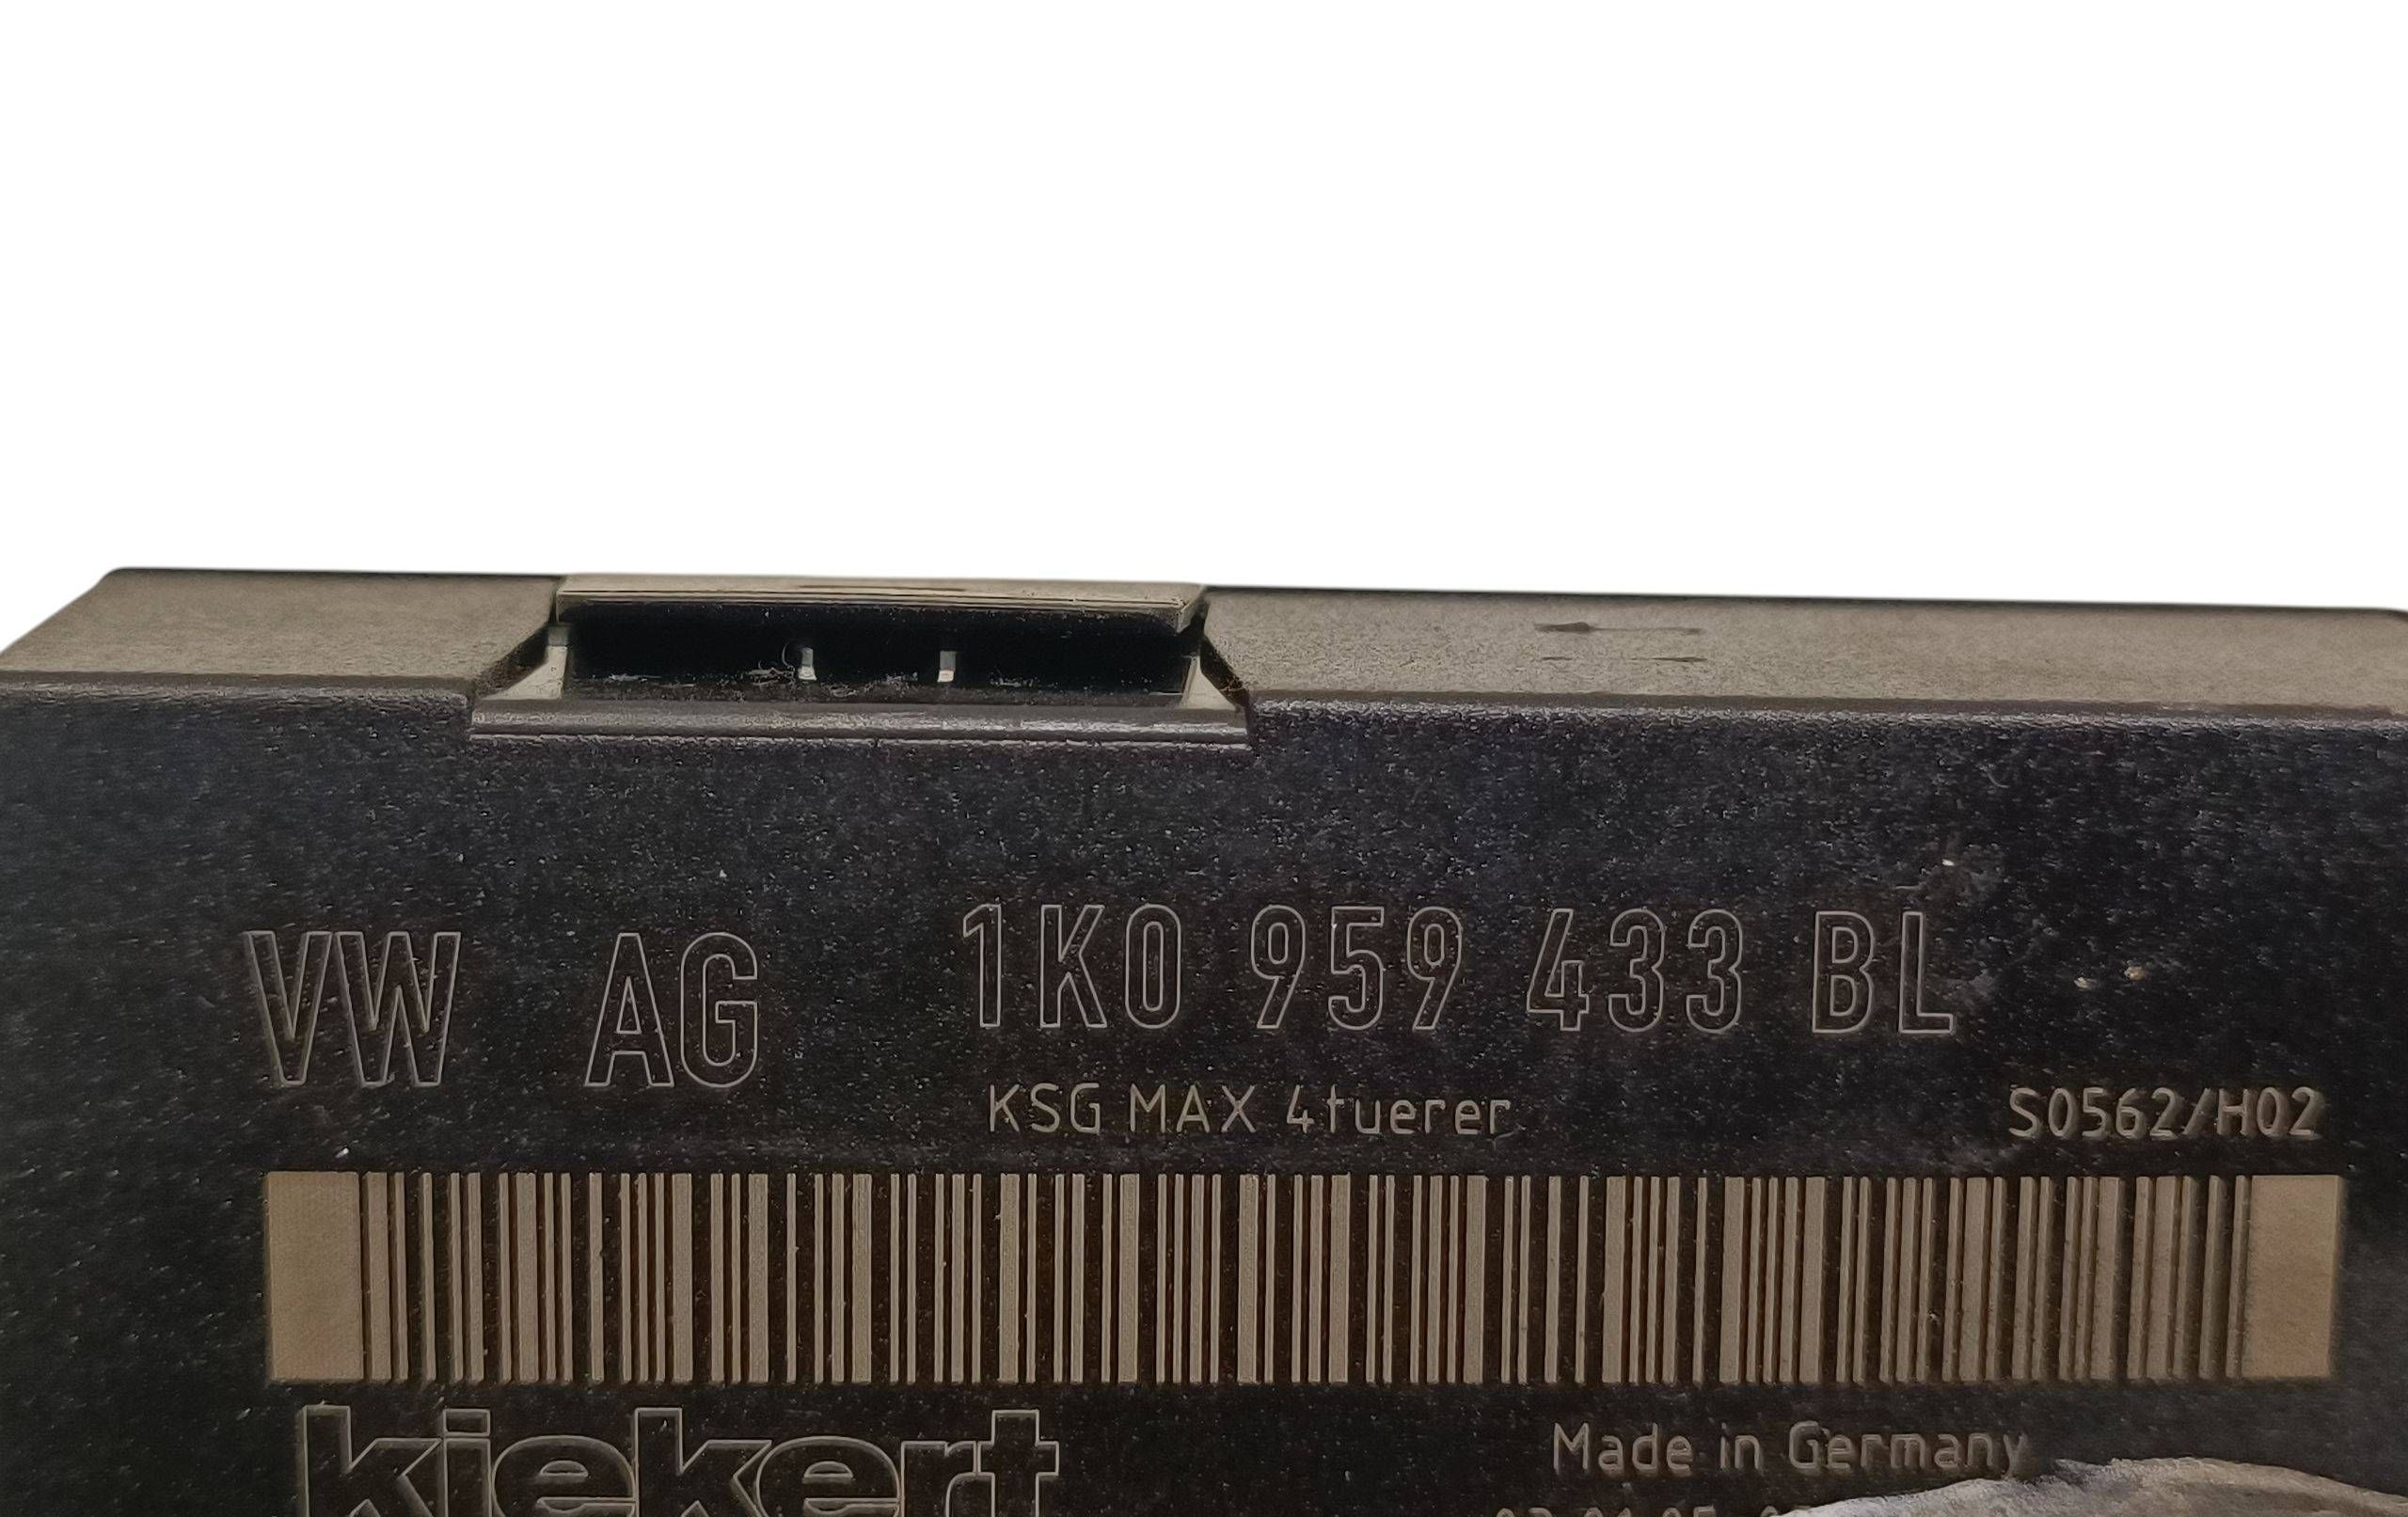 VW AG 1K0 959 433 BL
KSG MAX 4tuerer S0562/H02
kiekert
Made in Germany